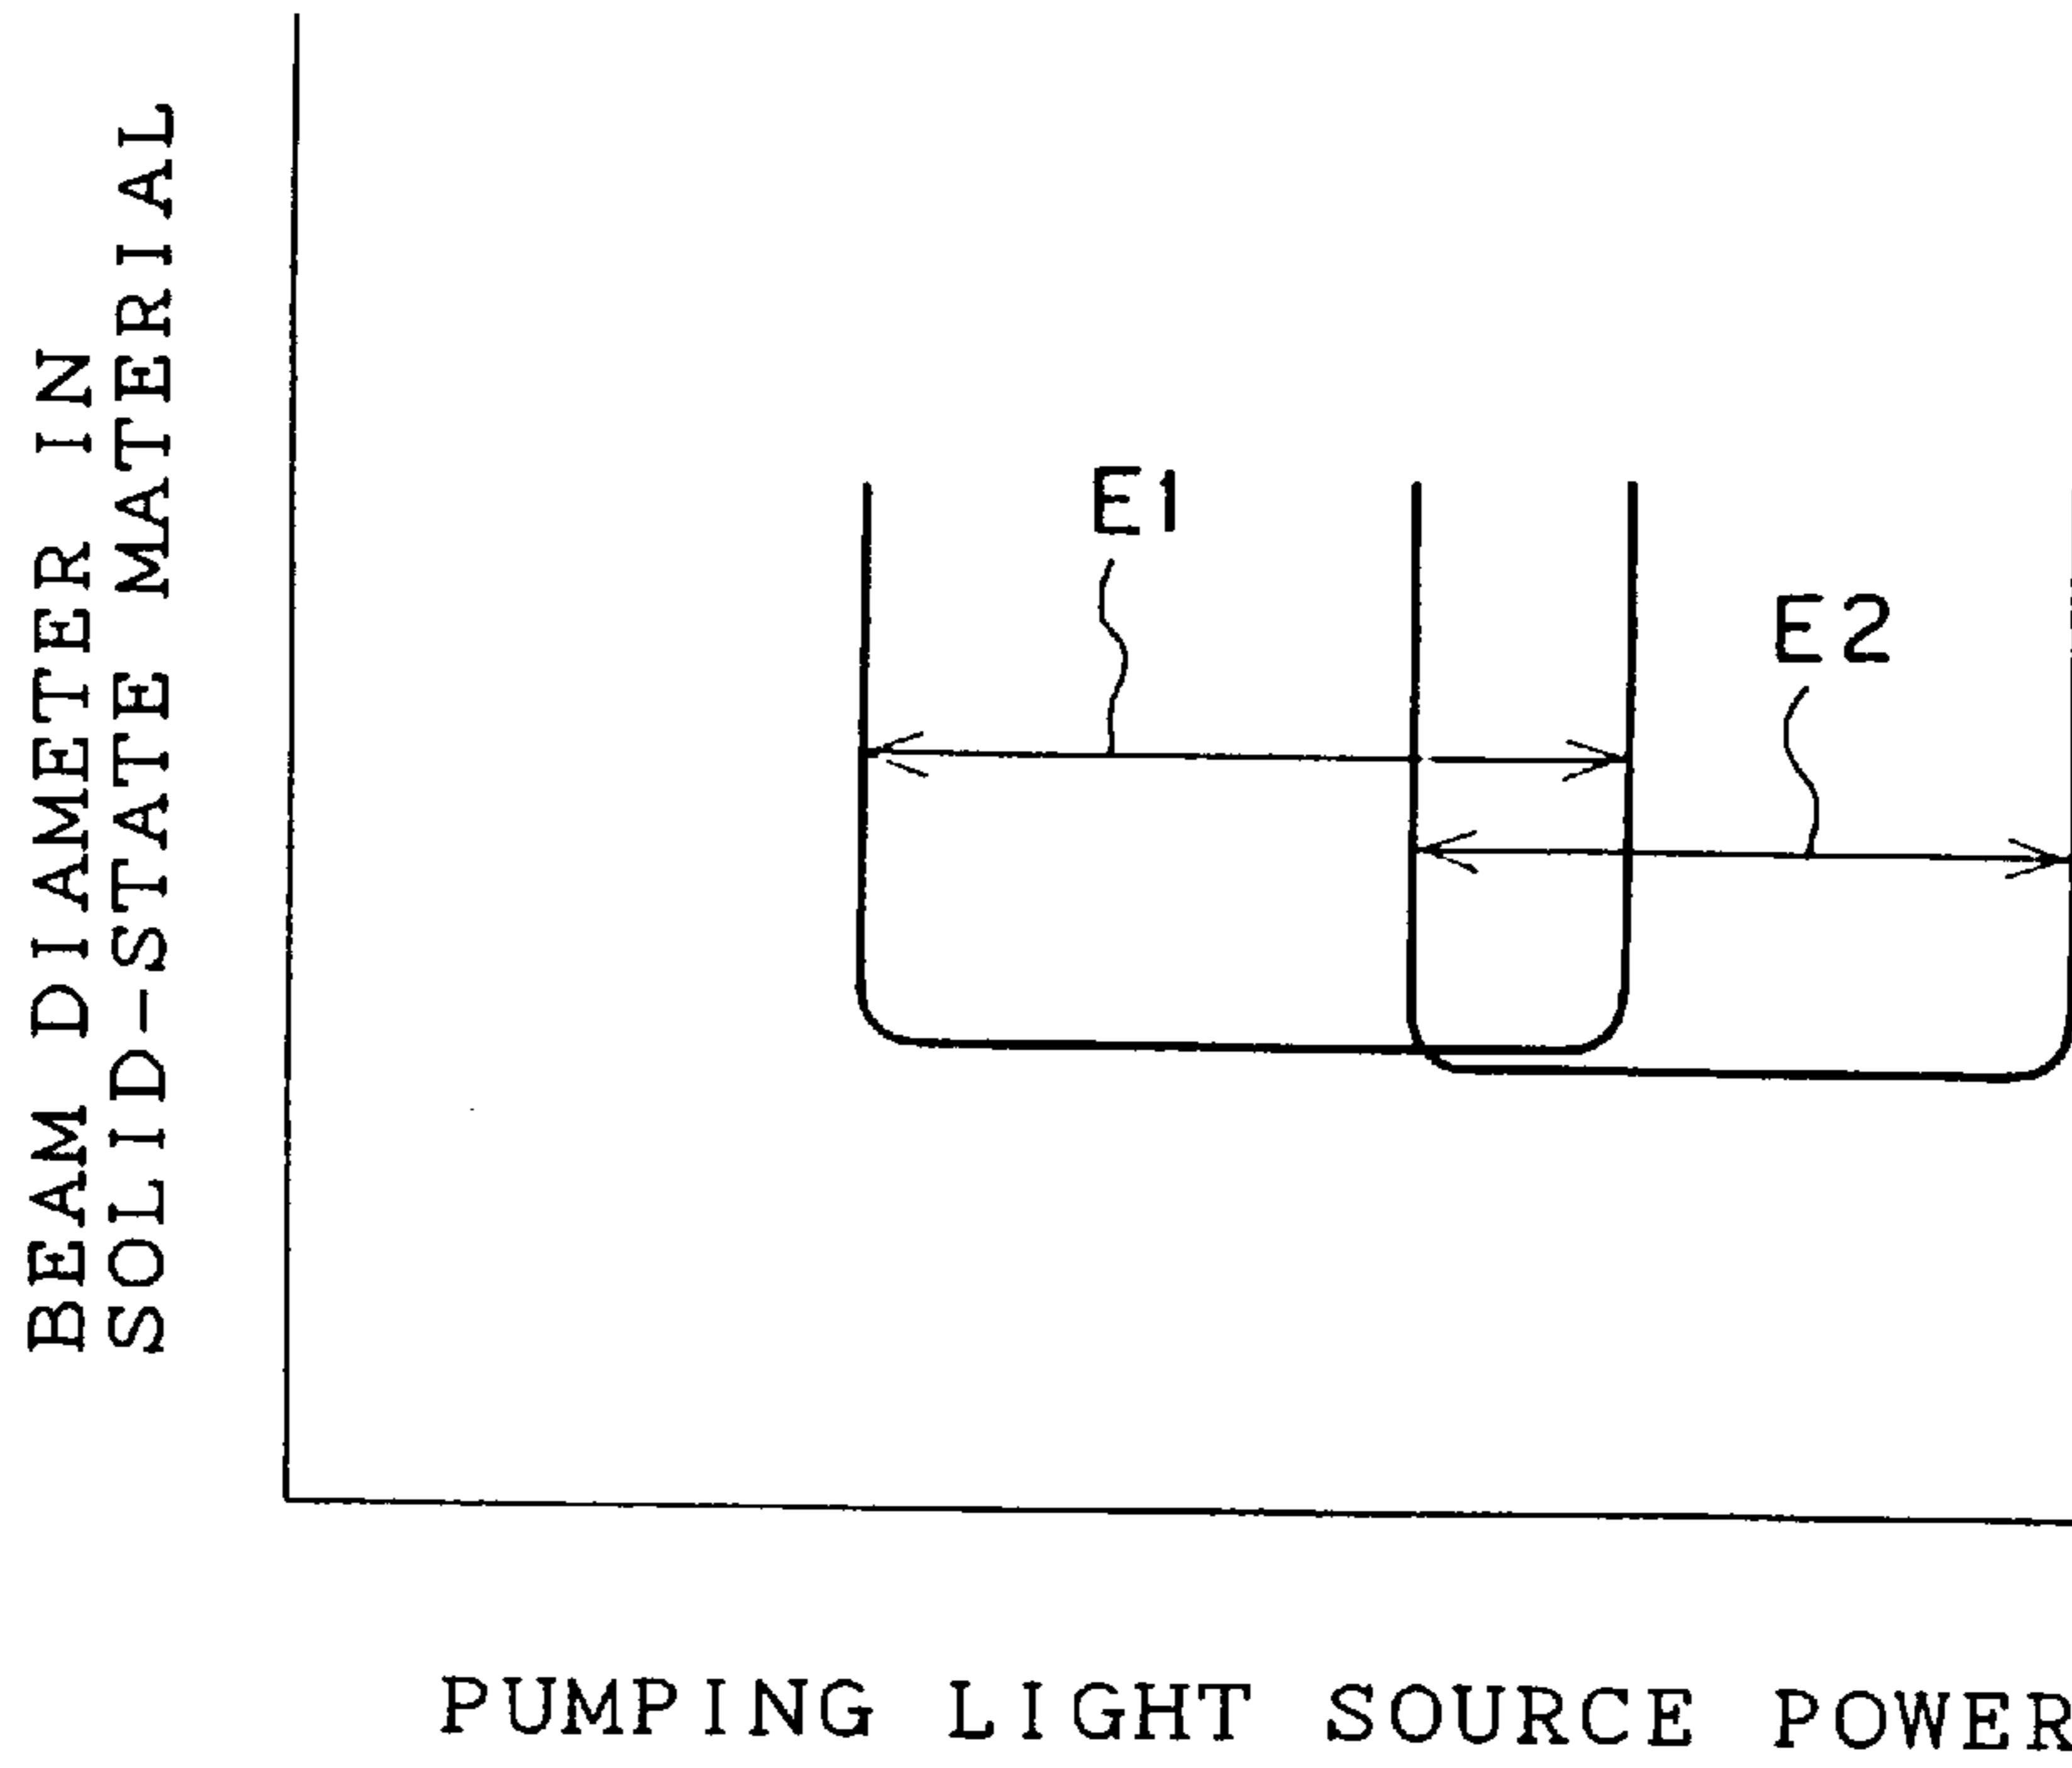 BEAM DIAMETER IN
SOLID-STATE MATERIAL
E1
E2
PUMPING LIGHT SOURCE POWER